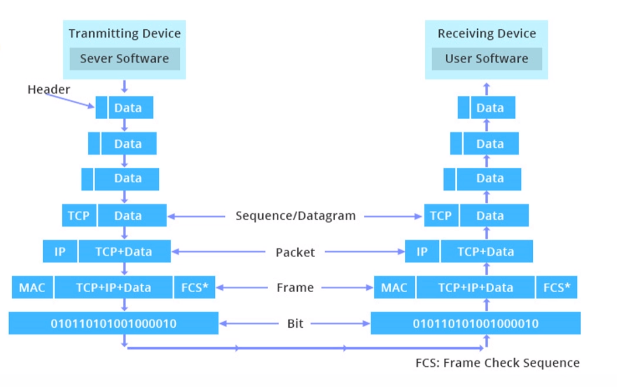 Tranmitting Device
Sever Software
Receiving Device
User Software
Header
Data
Data
Data
Data
Data
Data
TCP
Data
Sequence/Datagram
TCP
Data
IP
TCP+Data
Packet
IP
TCP+Data
MAC
TCP+IP+Data
FCS*
Frame
MAC
TCP+IP+Data
FCS*
010110101001000010
Bit
010110101001000010
FCS: Frame Check Sequence